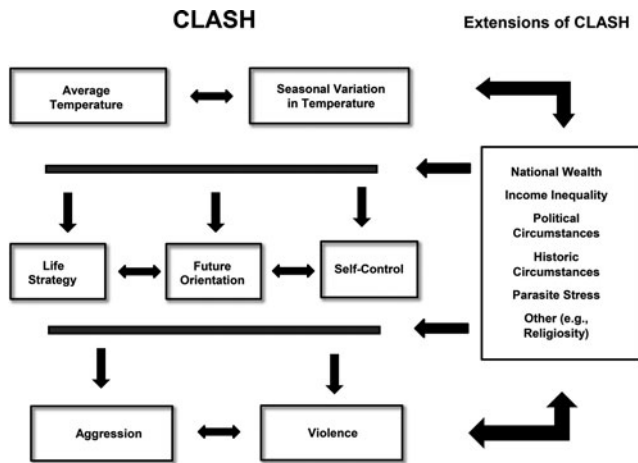 CLASH
Extensions of CLASH
Average
Temperature
Seasonal Variation
in Temperature
National Wealth
Income Inequality
Political
Circumstances
Historic
Circumstances
Parasite Stress
Other (e.g.,
Religiosity)
Life
Strategy
Future
Orientation
Self-Control
Aggression
Violence